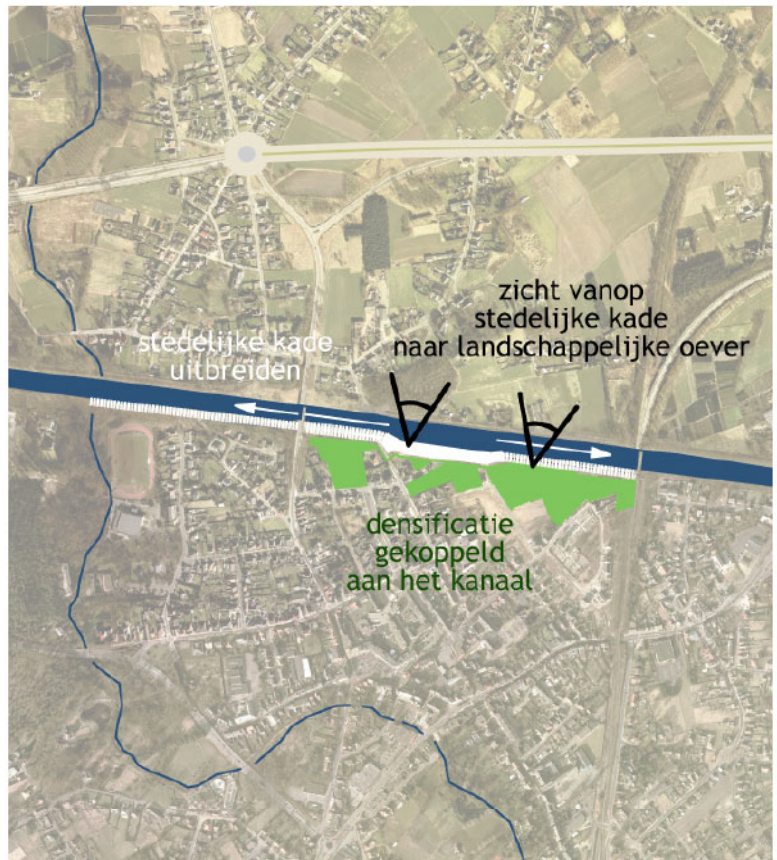 zicht vanop
stedelijke kade
naar landschappelijke oever
stedelijke kade
uitbreiden
densificatie
gekoppeld
aan het kanaal